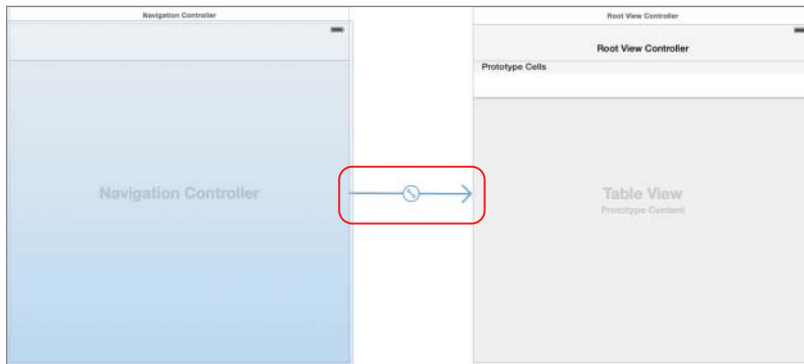 Navigation Controller
Navigation Controller
Root View Controller
Root View Controller
Prototype Cells
Table View
Prototype Content